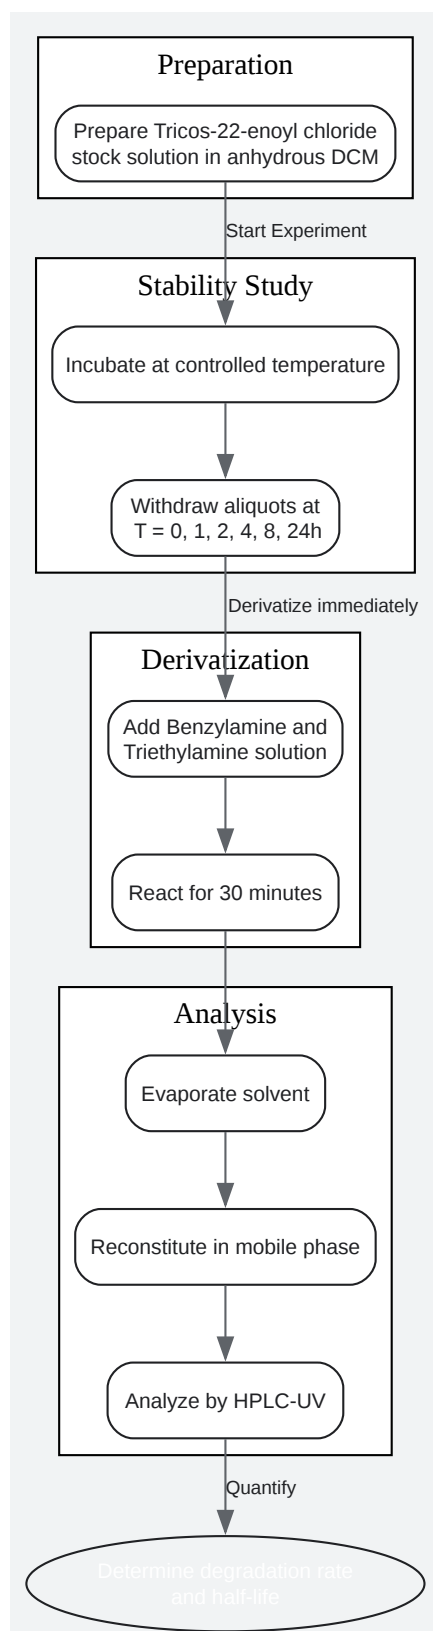 Preparation
Prepare Tricos-22-enoyl chloride
stock solution in anhydrous DCM
Start Experiment
Stability Study
Incubate at controlled temperature
Withdraw aliquots at
T = 0, 1, 2, 4, 8, 24h
Derivatize immediately
Derivatization
Add Benzylamine and
Triethylamine solution
React for 30 minutes
Analysis
Evaporate solvent
Reconstitute in mobile phase
Analyze by HPLC-UV
Quantify
Determine degradation rate
and half-life